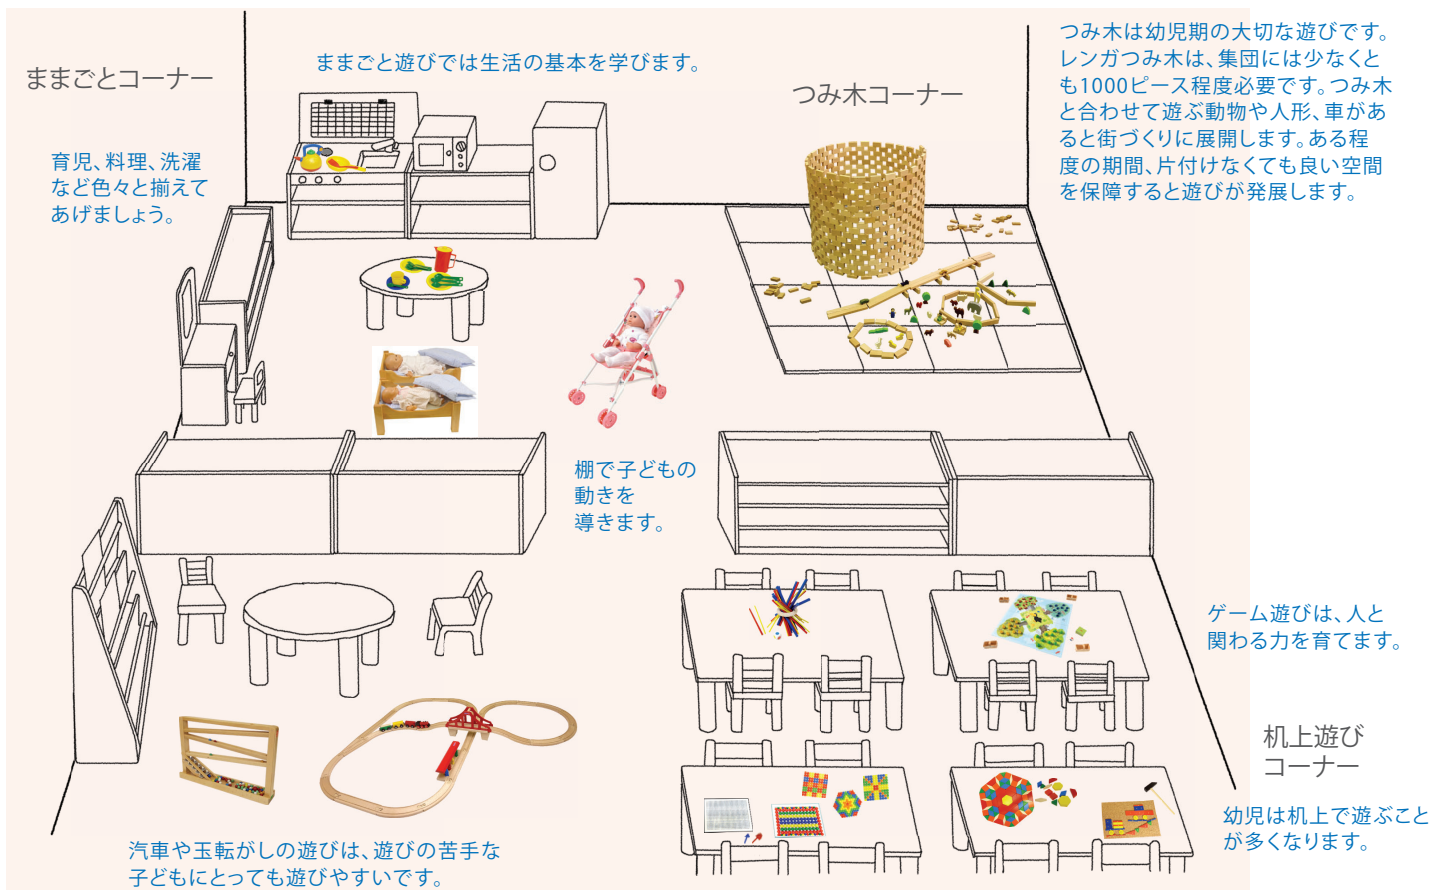 ままごとコーナー
ままごと遊びでは生活の基本を学びます。
育児、料理、洗濯
など色々と揃えて
あげましょう。
つみ木コーナー
つみ木は幼児期の大切な遊びです。
レンガつみ木は、集団には少なくと
も1000ピース程度必要です。つみ木
と合わせて遊ぶ動物や人形、車があ
ると街づくりに展開します。ある程
度の期間、片付けなくても良い空間
を保障すると遊びが発展します。
棚で子どもの
動きを
導きます。
ゲーム遊びは、人と
関わる力を育てます。
机上遊び
コーナー
幼児は机上で遊ぶこと
が多くなります。
汽車や玉転がしの遊びは、遊びの苦手な
子どもにとっても遊びやすいです。